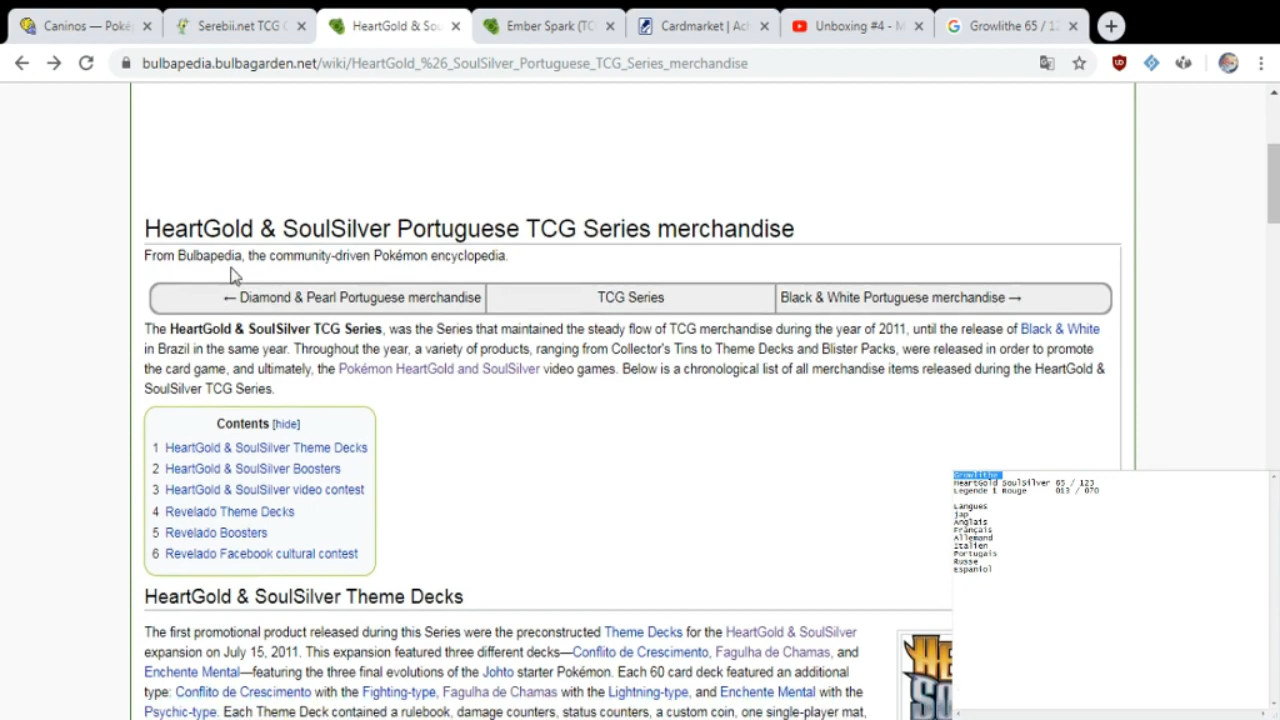 Caninos — Poké
Serebii.net TCG
HeartGold & Sou
Ember Spark (TC
Cardmarket | Ac
Unboxing #4 - M
Growlithe 65 / 12
bulbapedia.bulbagarden.net/wiki/HeartGold_%26_SoulSilver_Portuguese_TCG_Series_merchandise
HeartGold & SoulSilver Portuguese TCG Series merchandise
From Bulbapedia, the community-driven Pokémon encyclopedia.
← Diamond & Pearl Portuguese merchandise
TCG Series
Black & White Portuguese merchandise →
The HeartGold & SoulSilver TCG Series, was the Series that maintained the steady flow of TCG merchandise during the year of 2011, until the release of Black & White
in Brazil in the same year. Throughout the year, a variety of products, ranging from Collector's Tins to Theme Decks and Blister Packs, were released in order to promote
the card game, and ultimately, the Pokémon HeartGold and SoulSilver video games. Below is a chronological list of all merchandise items released during the HeartGold &
SoulSilver TCG Series.
Contents [hide]
1 HeartGold & SoulSilver Theme Decks
2 HeartGold & SoulSilver Boosters
3 HeartGold & SoulSilver video contest
4 Revelado Theme Decks
5 Revelado Boosters
6 Revelado Facebook cultural contest
HeartGold & SoulSilver Theme Decks
The first promotional product released during this Series were the preconstructed Theme Decks for the HeartGold & SoulSilver
expansion on July 15, 2011. This expansion featured three different decks—Conflito de Crescimento, Fagulha de Chamas, and
Enchente Mental—featuring the three final evolutions of the Johto starter Pokémon. Each 60 card deck featured an additional
type: Conflito de Crescimento with the Fighting-type, Fagulha de Chamas with the Lightning-type, and Enchente Mental with the
Psychic-type. Each Theme Deck contained a rulebook, damage counters, status counters, a custom coin, one single-player mat,
Growlithe
HeartGold SoulSilver 65 / 123
Legende 1 Rouge 013 / 070
Langues
jap
Anglais
Français
Allemand
Italien
Portugais
Russe
Espaniol